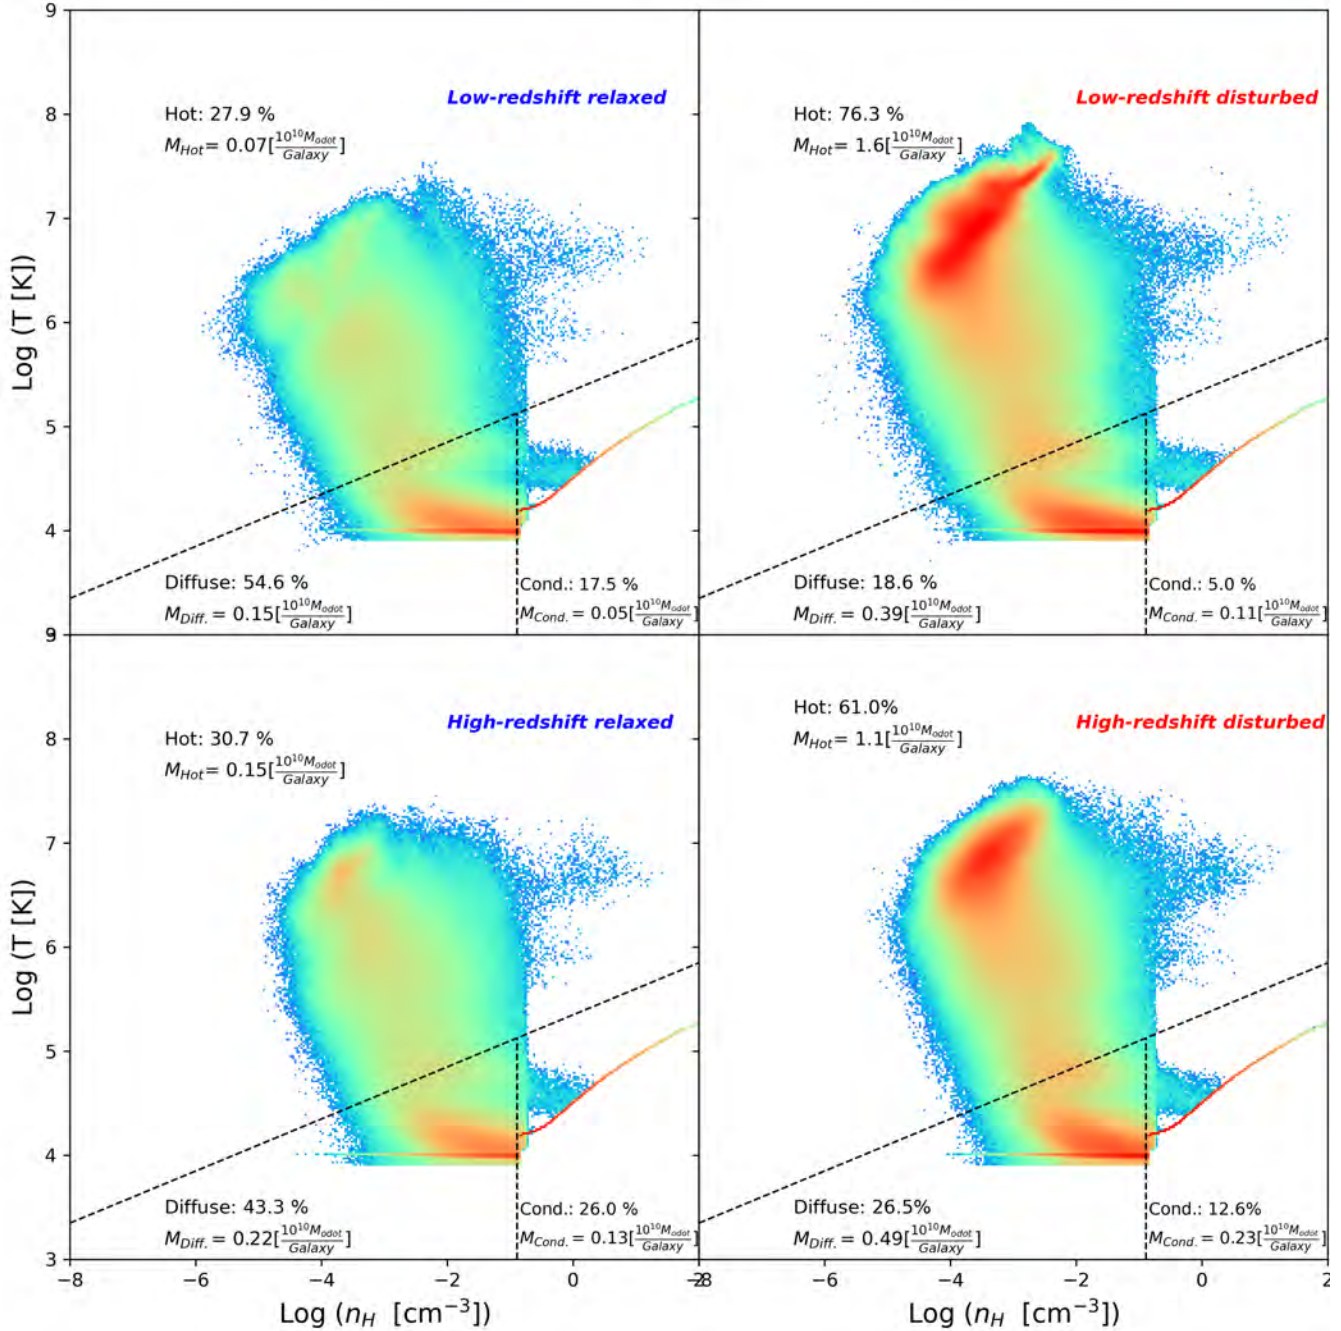 9
8
7
6
5
4
Log (T [K])
Low-redshift relaxed
Hot: 27.9 %
M_Hot = 0.07[10^10 M_odot / Galaxy]
Diffuse: 54.6 %
M_Diff. = 0.15[10^10 M_odot / Galaxy]
Cond.: 17.5 %
M_Cond. = 0.05[10^10 M_odot / Galaxy]
Low-redshift disturbed
Hot: 76.3 %
M_Hot = 1.6[10^10 M_odot / Galaxy]
Diffuse: 18.6 %
M_Diff. = 0.39[10^10 M_odot / Galaxy]
Cond.: 5.0 %
M_Cond. = 0.11[10^10 M_odot / Galaxy]
9
8
7
6
5
4
3
Log (T [K])
High-redshift relaxed
Hot: 30.7 %
M_Hot = 0.15[10^10 M_odot / Galaxy]
Diffuse: 43.3 %
M_Diff. = 0.22[10^10 M_odot / Galaxy]
Cond.: 26.0 %
M_Cond. = 0.13[10^10 M_odot / Galaxy]
−8 −6 −4 −2 0
Log (n_H [cm^−3])
High-redshift disturbed
Hot: 61.0%
M_Hot = 1.1[10^10 M_odot / Galaxy]
Diffuse: 26.5%
M_Diff. = 0.49[10^10 M_odot / Galaxy]
Cond.: 12.6%
M_Cond. = 0.23[10^10 M_odot / Galaxy]
−6 −4 −2 0 2
Log (n_H [cm^−3])